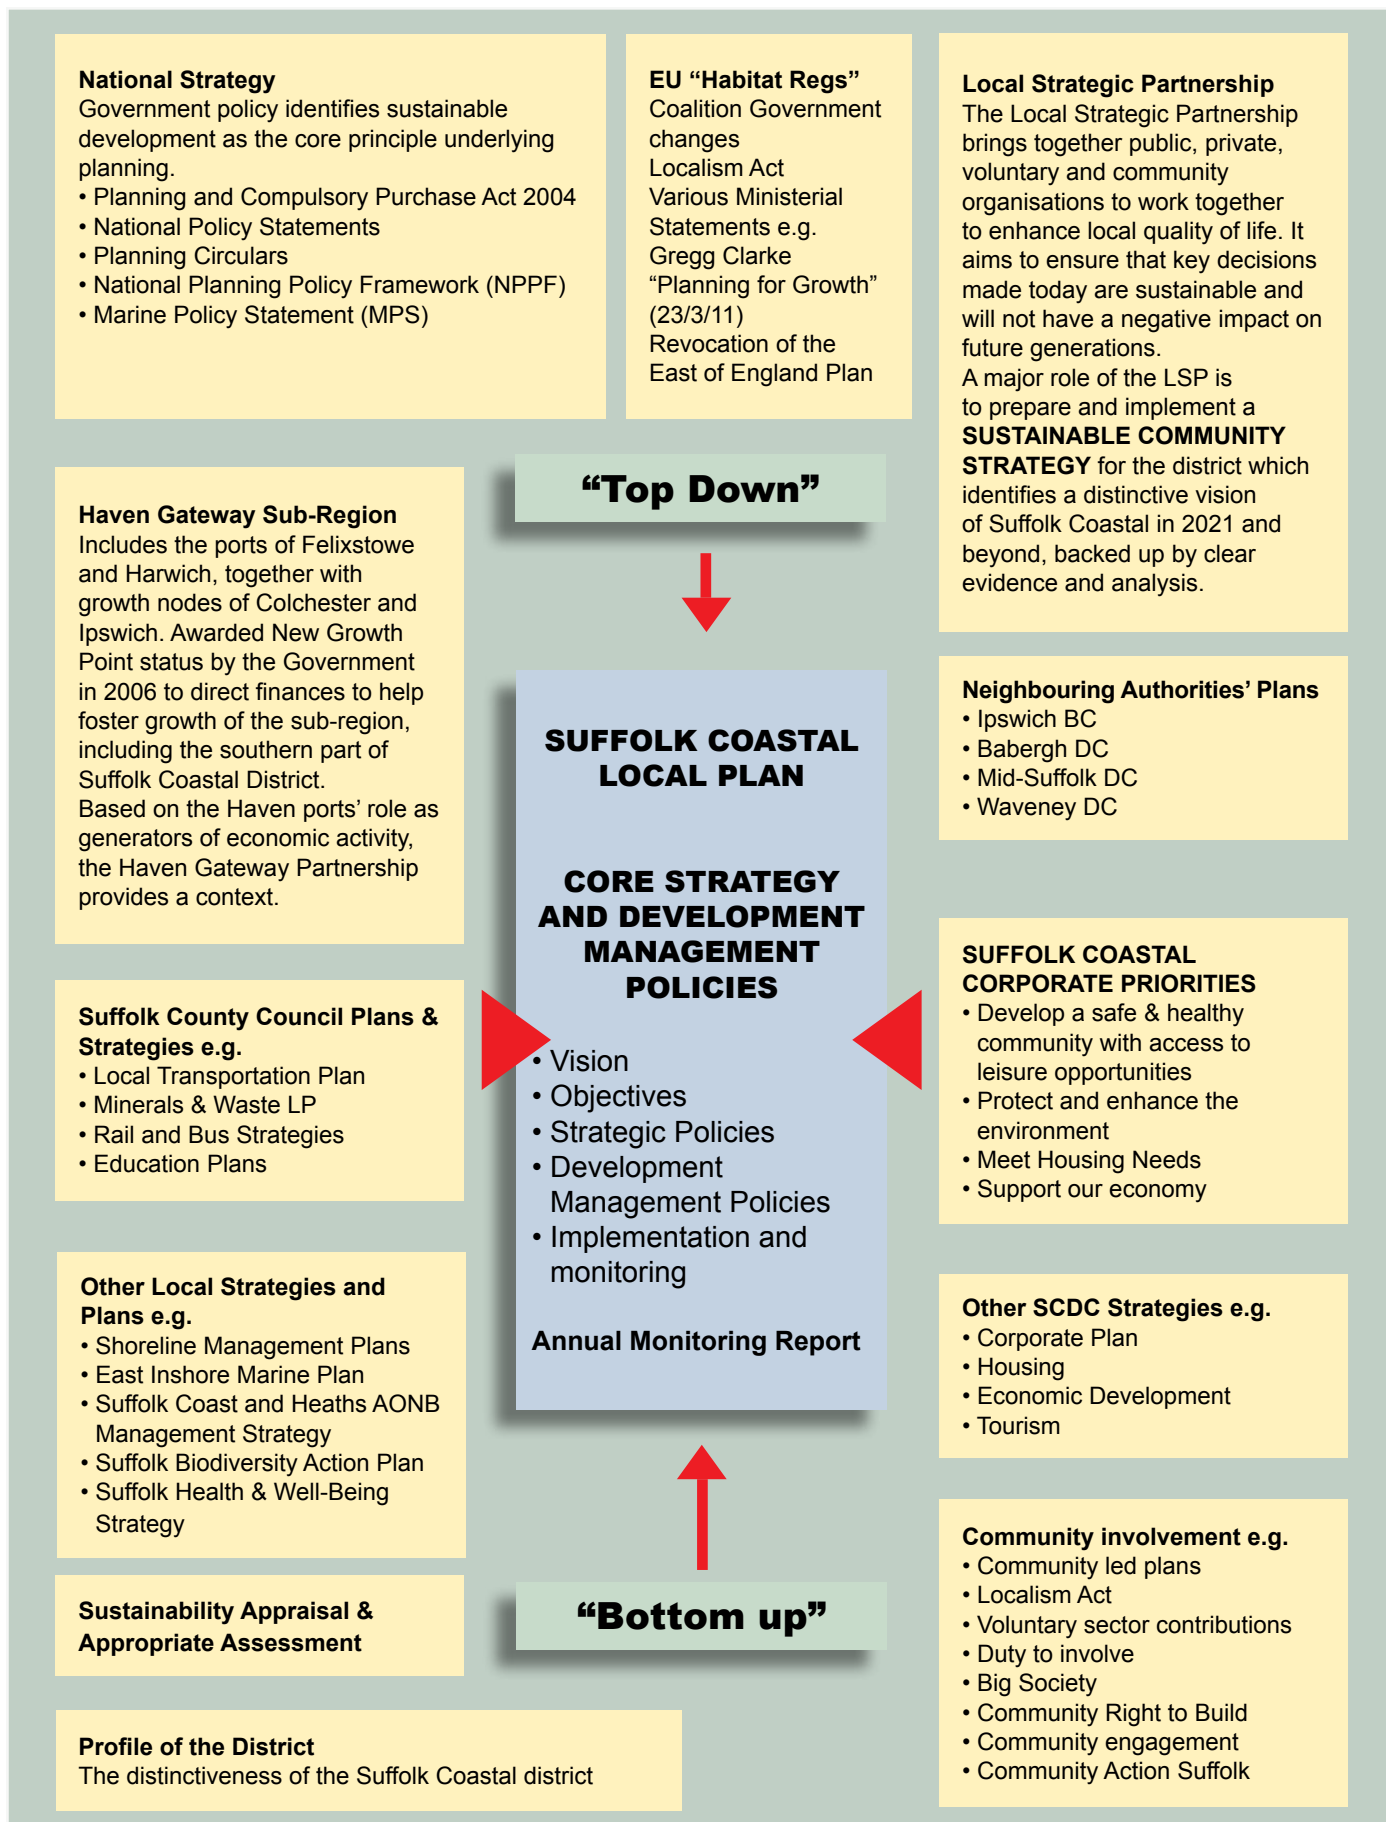 National Strategy
Government policy identifies sustainable
development as the core principle underlying
planning.
• Planning and Compulsory Purchase Act 2004
• National Policy Statements
• Planning Circulars
• National Planning Policy Framework (NPPF)
• Marine Policy Statement (MPS)
EU “Habitat Regs”
Coalition Government
changes
Localism Act
Various Ministerial
Statements e.g.
Gregg Clarke
“Planning for Growth”
(23/3/11)
Revocation of the
East of England Plan
Local Strategic Partnership
The Local Strategic Partnership
brings together public, private,
voluntary and community
organisations to work together
to enhance local quality of life. It
aims to ensure that key decisions
made today are sustainable and
will not have a negative impact on
future generations.
A major role of the LSP is
to prepare and implement a
SUSTAINABLE COMMUNITY
STRATEGY for the district which
identifies a distinctive vision
of Suffolk Coastal in 2021 and
beyond, backed up by clear
evidence and analysis.
“Top Down”
Haven Gateway Sub-Region
Includes the ports of Felixstowe
and Harwich, together with
growth nodes of Colchester and
Ipswich. Awarded New Growth
Point status by the Government
in 2006 to direct finances to help
foster growth of the sub-region,
including the southern part of
Suffolk Coastal District.
Based on the Haven ports’ role as
generators of economic activity,
the Haven Gateway Partnership
provides a context.
SUFFOLK COASTAL
LOCAL PLAN
CORE STRATEGY
AND DEVELOPMENT
MANAGEMENT
POLICIES
• Vision
• Objectives
• Strategic Policies
• Development
Management Policies
• Implementation and
monitoring
Annual Monitoring Report
Neighbouring Authorities’ Plans
• Ipswich BC
• Babergh DC
• Mid-Suffolk DC
• Waveney DC
SUFFOLK COASTAL
CORPORATE PRIORITIES
• Develop a safe & healthy
community with access to
leisure opportunities
• Protect and enhance the
environment
• Meet Housing Needs
• Support our economy
Suffolk County Council Plans &
Strategies e.g.
• Local Transportation Plan
• Minerals & Waste LP
• Rail and Bus Strategies
• Education Plans
Other Local Strategies and
Plans e.g.
• Shoreline Management Plans
• East Inshore Marine Plan
• Suffolk Coast and Heaths AONB
Management Strategy
• Suffolk Biodiversity Action Plan
• Suffolk Health & Well-Being
Strategy
Other SCDC Strategies e.g.
• Corporate Plan
• Housing
• Economic Development
• Tourism
Sustainability Appraisal &
Appropriate Assessment
“Bottom up”
Community involvement e.g.
• Community led plans
• Localism Act
• Voluntary sector contributions
• Duty to involve
• Big Society
• Community Right to Build
• Community engagement
• Community Action Suffolk
Profile of the District
The distinctiveness of the Suffolk Coastal district